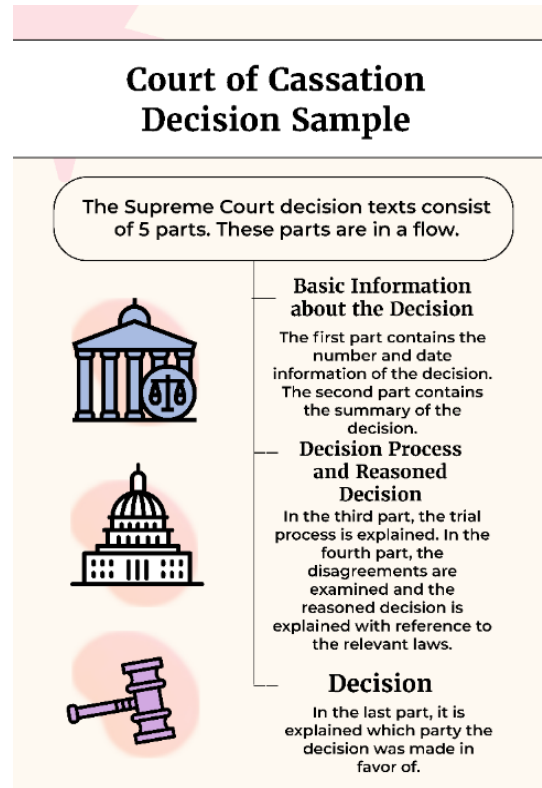 Court of Cassation
Decision Sample
The Supreme Court decision texts consist
of 5 parts. These parts are in a flow.
Basic Information
about the Decision
The first part contains the
number and date
information of the decision.
The second part contains
the summary of the
decision.
Decision Process
and Reasoned
Decision
In the third part, the trial
process is explained. In the
fourth part, the
disagreements are
examined and the
reasoned decision is
explained with reference to
the relevant laws.
Decision
In the last part, it is
explained which party the
decision was made in
favor of.